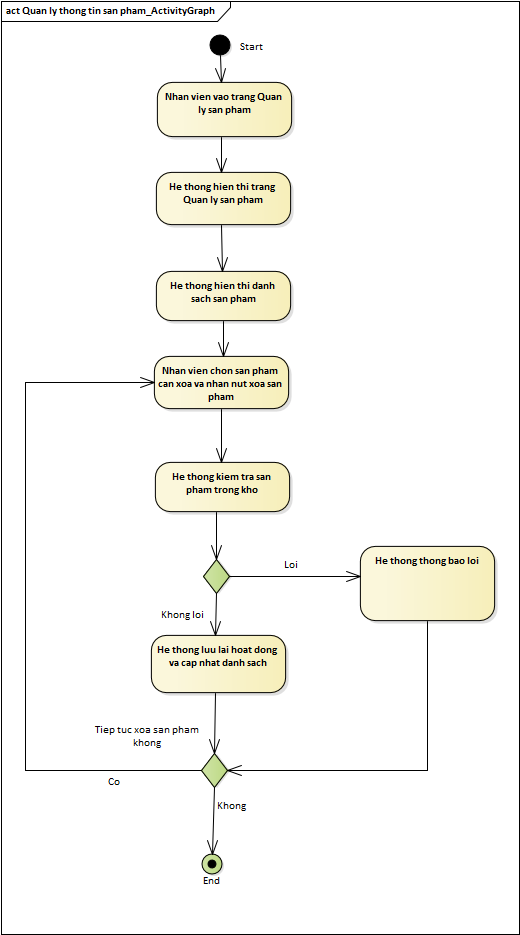 act Quan ly thong tin san pham_ActivityGraph
Start
Nhan vien vao trang Quan
ly san pham
He thong hien thi trang
Quan ly san pham
He thong hien thi danh
sach san pham
Nhan vien chon san pham
can xoa va nhan nut xoa san
pham
He thong kiem tra san
pham trong kho
Loi
He thong thong bao loi
Khong loi
He thong luu lai hoat dong
va cap nhat danh sach
Tiep tuc xoa san pham
khong
Co
Khong
End